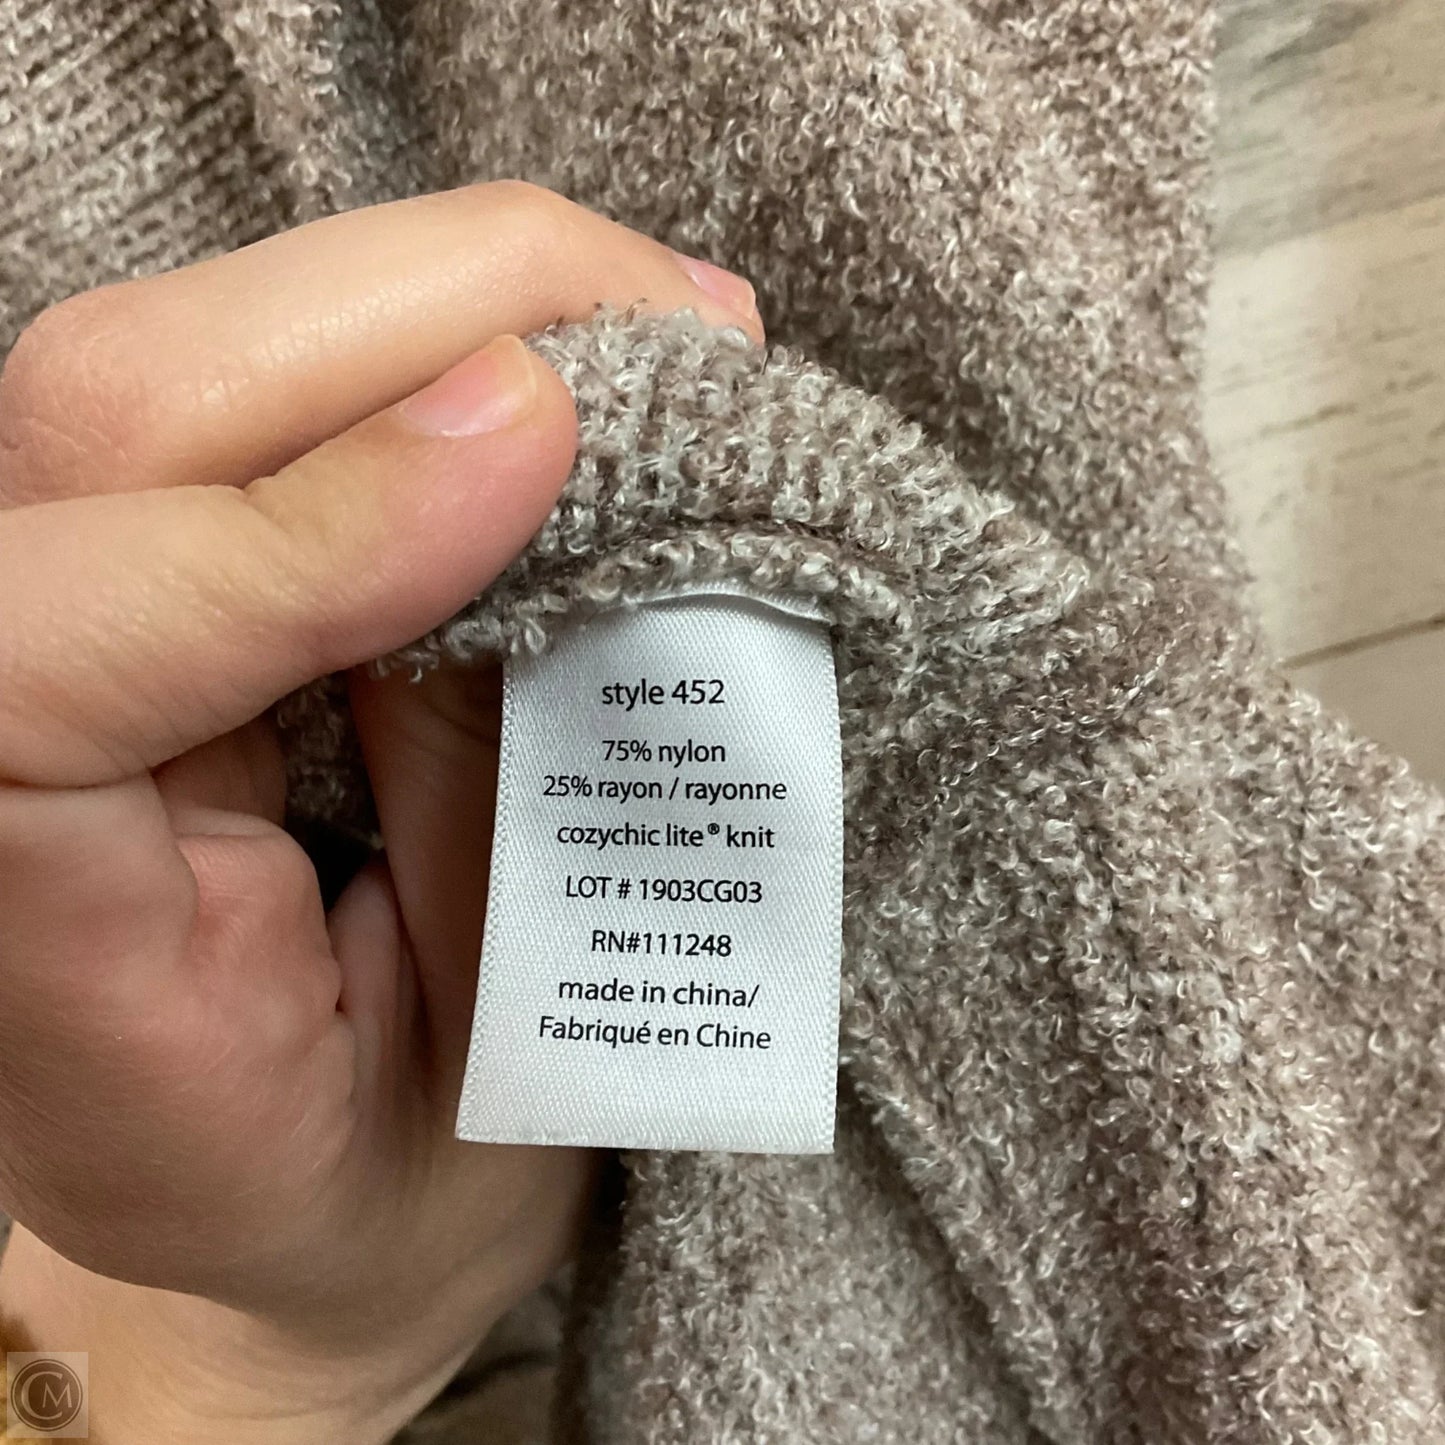 style 452
75% nylon
25% rayon / rayonne
cozychic lite® knit
LOT # 1903CG03
RN#111248
made in china/
Fabriqué en Chine
CM